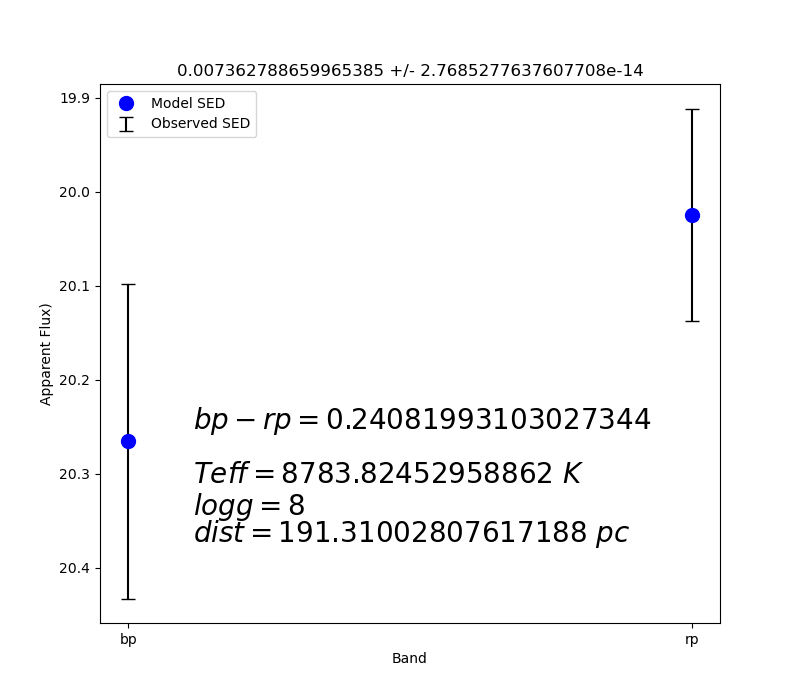 0.007362788659965385 +/- 2.7685277637607708e-14
Model SED
Observed SED
19.9
20.0
20.1
20.2
20.3
20.4
Apparent Flux)
bp − rp = 0.24081993103027344
Teff = 8783.82452958862 K
logg = 8
dist = 191.31002807617188 pc
bp
rp
Band